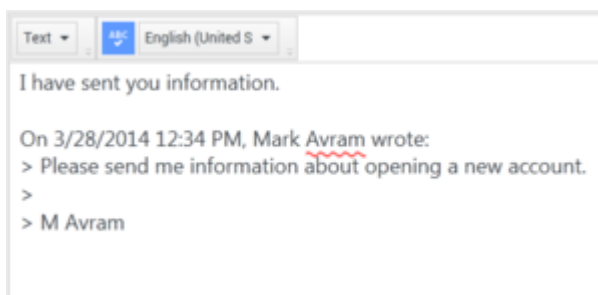 Text
ABC
English (United S
I have sent you information.
On 3/28/2014 12:34 PM, Mark Avram wrote:
> Please send me information about opening a new account.
>
> M Avram